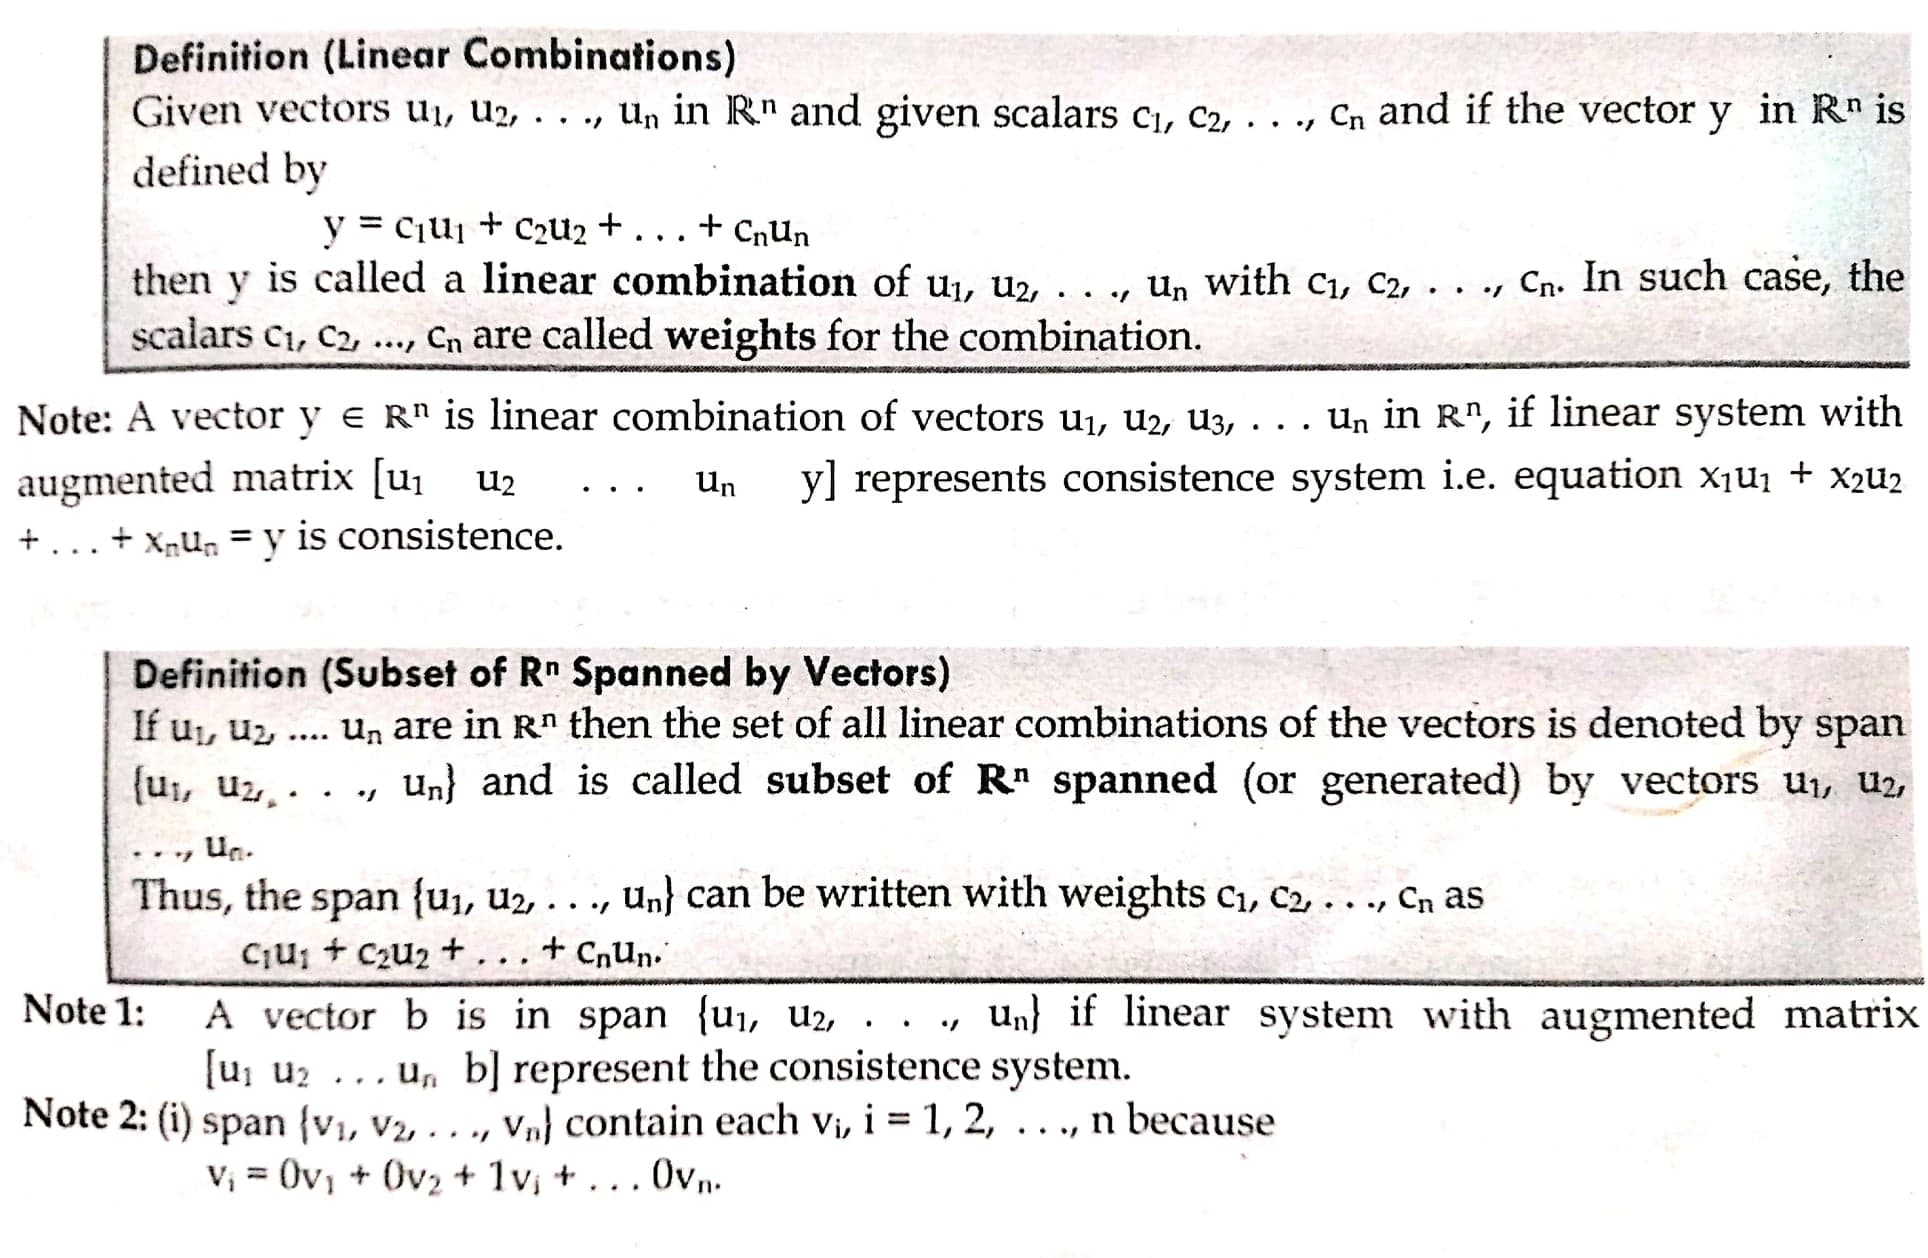 Definition (Linear Combinations)
Given vectors u₁, u₂, . . ., uₙ in ℝⁿ and given scalars c₁, c₂, . . ., cₙ and if the vector y in ℝⁿ is
defined by
y = c₁u₁ + c₂u₂ + . . . + cₙuₙ
then y is called a linear combination of u₁, u₂, . . ., uₙ with c₁, c₂, . . ., cₙ. In such case, the
scalars c₁, c₂, ..., cₙ are called weights for the combination.
Note: A vector y ∈ Rⁿ is linear combination of vectors u₁, u₂, u₃, . . . uₙ in Rⁿ, if linear system with
augmented matrix [u₁ u₂ . . . uₙ y] represents consistence system i.e. equation x₁u₁ + x₂u₂
+ . . . + xₙuₙ = y is consistence.
Definition (Subset of Rⁿ Spanned by Vectors)
If u₁, u₂, .... uₙ are in Rⁿ then the set of all linear combinations of the vectors is denoted by span
{u₁, u₂, . . ., uₙ} and is called subset of Rⁿ spanned (or generated) by vectors u₁, u₂,
. . ., uₙ.
Thus, the span {u₁, u₂, . . ., uₙ} can be written with weights c₁, c₂, . . ., cₙ as
c₁u₁ + c₂u₂ + . . . + cₙuₙ.
Note 1: A vector b is in span {u₁, u₂, . . ., uₙ} if linear system with augmented matrix
[u₁ u₂ . . . uₙ b] represent the consistence system.
Note 2: (i) span {v₁, v₂, . . ., vₙ} contain each vᵢ, i = 1, 2, . . ., n because
vᵢ = 0v₁ + 0v₂ + 1vᵢ + . . . 0vₙ.